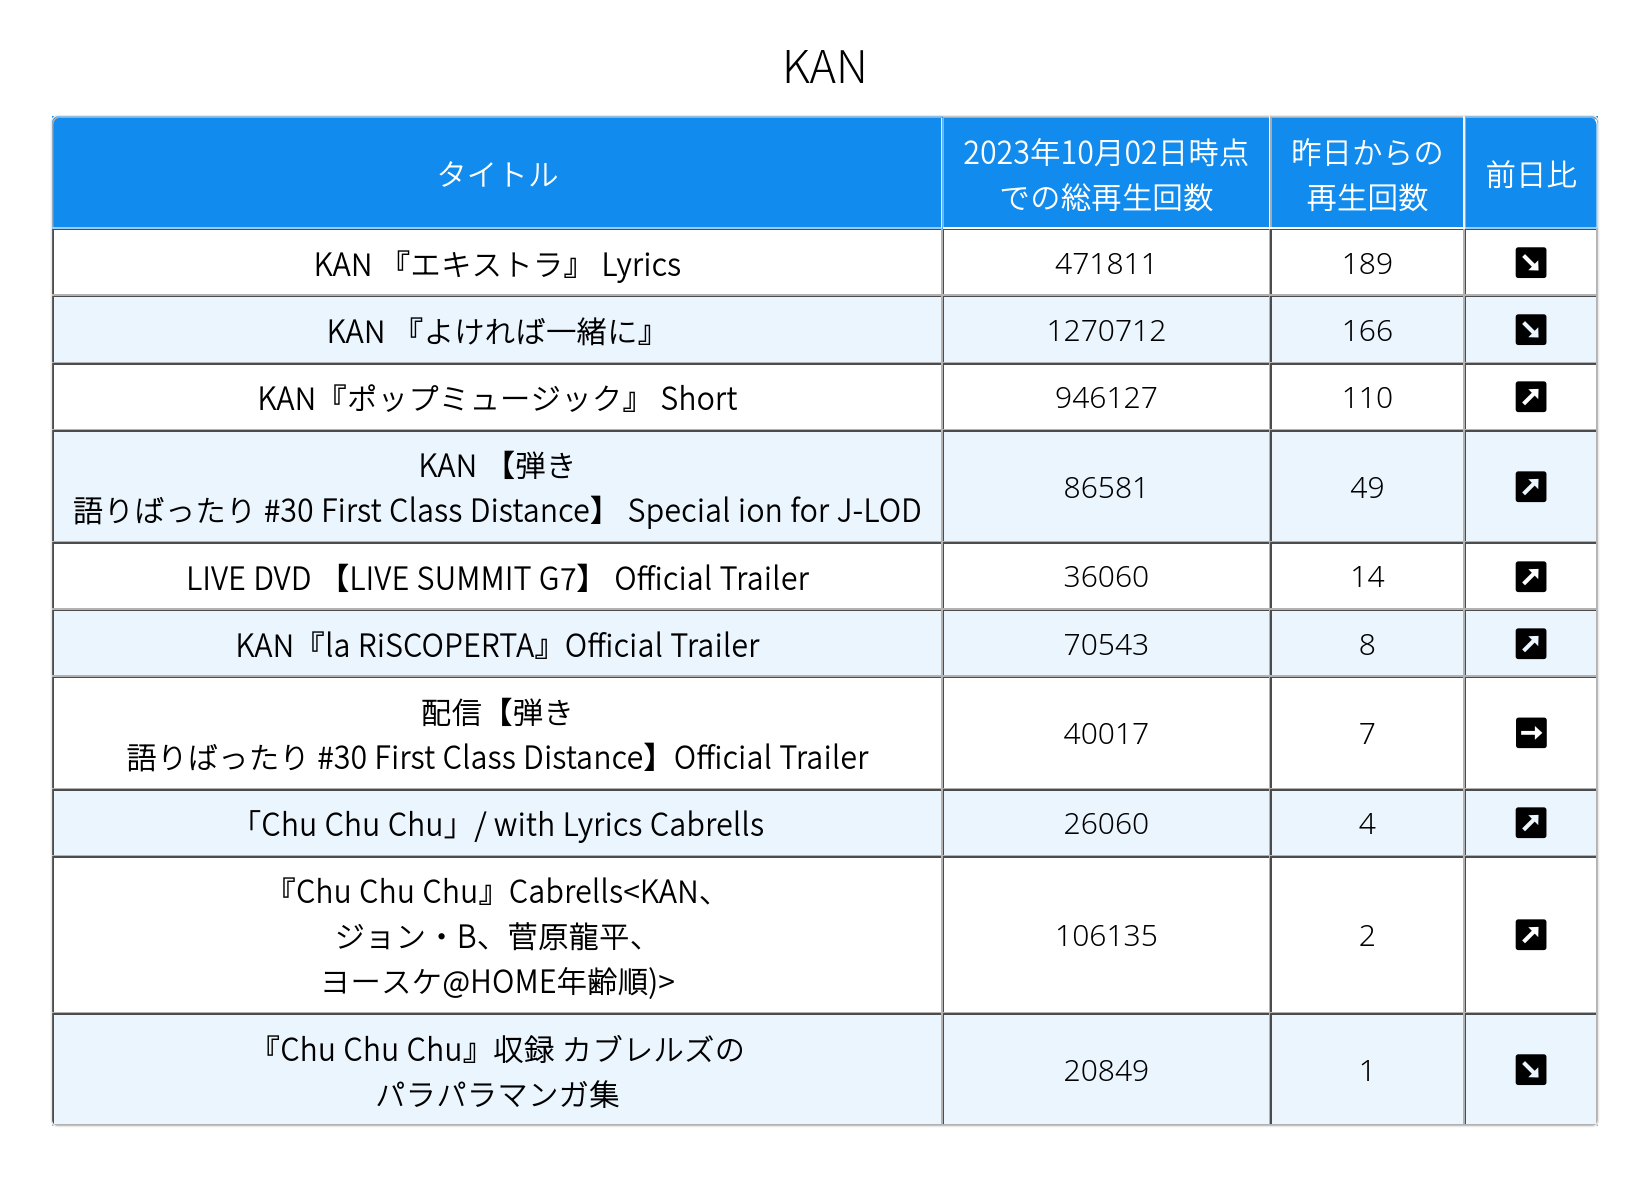 KAN
タイトル
2023年10月02日時点
での総再生回数
昨日からの
再生回数
前日比
KAN 『エキストラ』 Lyrics
471811
189
KAN 『よければ一緒に』
1270712
166
KAN『ポップミュージック』 Short
946127
110
KAN 【弾き
語りばったり #30 First Class Distance】 Special ion for J-LOD
86581
49
LIVE DVD 【LIVE SUMMIT G7】 Official Trailer
36060
14
KAN『la RiSCOPERTA』Official Trailer
70543
8
配信【弾き
語りばったり #30 First Class Distance】Official Trailer
40017
7
「Chu Chu Chu」/ with Lyrics Cabrells
26060
4
『Chu Chu Chu』Cabrells<KAN、
ジョン・B、菅原龍平、
ヨースケ@HOME年齢順)>
106135
2
『Chu Chu Chu』収録 カブレルズの
パラパラマンガ集
20849
1